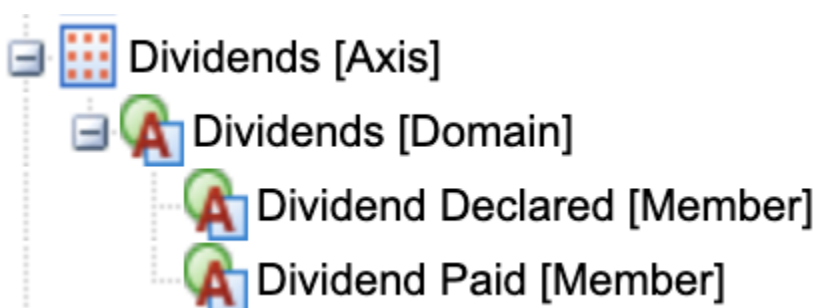 Dividends [Axis]
Dividends [Domain]
Dividend Declared [Member]
Dividend Paid [Member]